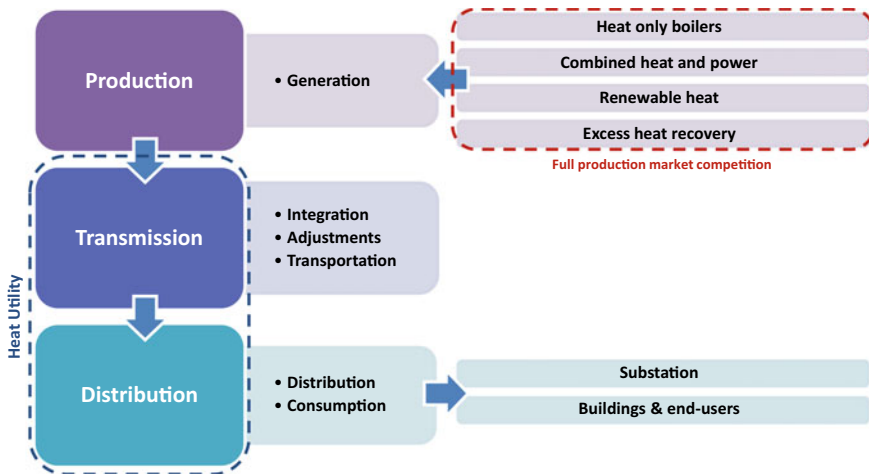 Production
• Generation
Heat only boilers
Combined heat and power
Renewable heat
Excess heat recovery
Full production market competition
Heat Utility
Transmission
• Integration
• Adjustments
• Transportation
Distribution
• Distribution
• Consumption
Substation
Buildings & end-users